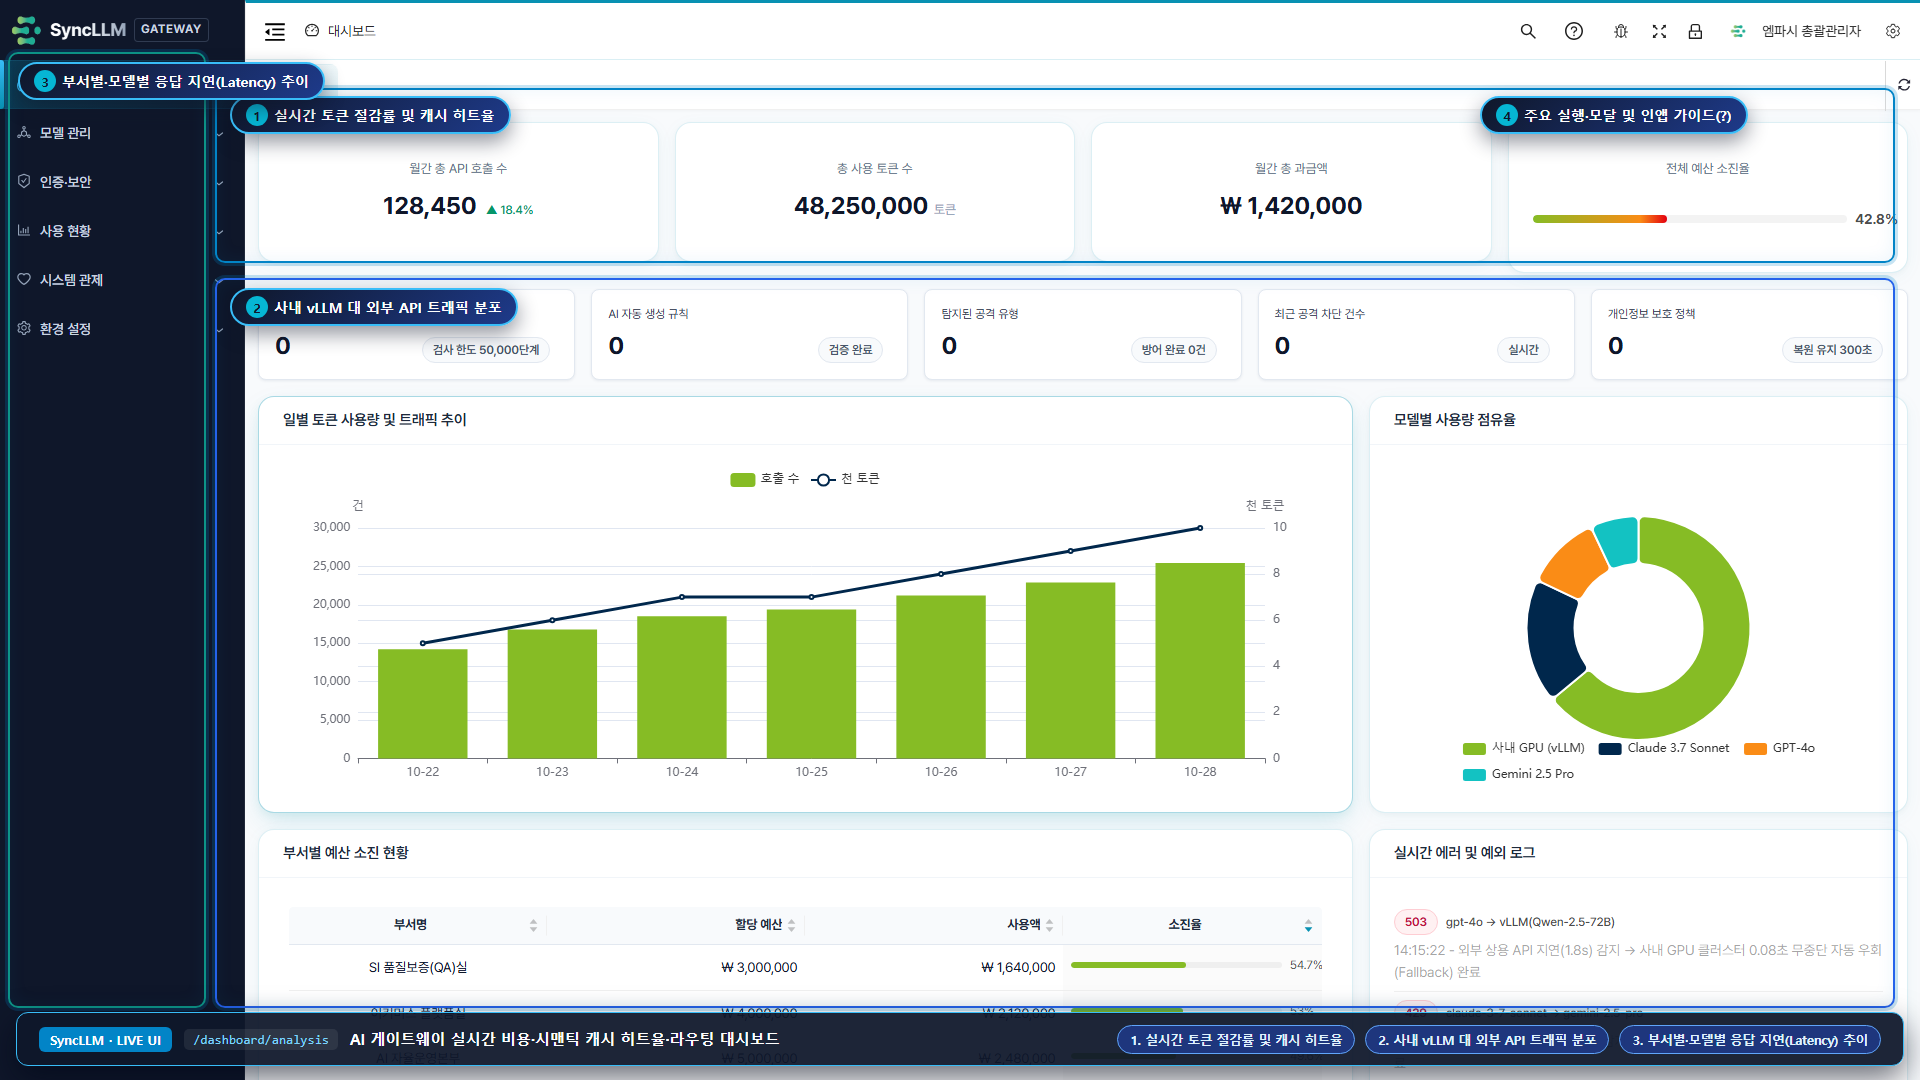 SyncLLM GATEWAY
대시보드
엠파시 총괄관리자
3 부서별·모델별 응답 지연(Latency) 추이
1 실시간 토큰 절감률 및 캐시 히트율
4 주요 실행·모달 및 인앱 가이드(?)
모델 관리
인증·보안
사용 현황
시스템 관제
환경 설정
월간 총 API 호출 수
128,450 ▲ 18.4%
총 사용 토큰 수
48,250,000 토큰
월간 총 과금액
₩ 1,420,000
전체 예산 소진율
42.8%
2 사내 vLLM 대 외부 API 트래픽 분포
0 검사 한도 50,000단계
AI 자동 생성 규칙
0 검증 완료
탐지된 공격 유형
0 방어 완료 0건
최근 공격 차단 건수
0 실시간
개인정보 보호 정책
0 복원 유지 300초
일별 토큰 사용량 및 트래픽 추이
호출 수 천 토큰
건 천 토큰
30,000
25,000
20,000
15,000
10,000
5,000
0
10
8
6
4
2
0
10-22 10-23 10-24 10-25 10-26 10-27 10-28
모델별 사용량 점유율
사내 GPU (vLLM) Claude 3.7 Sonnet GPT-4o
Gemini 2.5 Pro
부서별 예산 소진 현황
부서명 할당 예산 사용액 소진율
SI 품질보증(QA)실 ₩ 3,000,000 ₩ 1,640,000 54.7%
₩ 4,000,000 ₩ 2,120,000 53%
₩ 2,480,000
실시간 에러 및 예외 로그
503 gpt-4o → vLLM(Qwen-2.5-72B)
14:15:22 - 외부 상용 API 지연(1.8s) 감지 → 사내 GPU 클러스터 0.08초 무중단 자동 우회
(Fallback) 완료
429 claude-3.7-sonnet → gemini-2.5-pro
SyncLLM · LIVE UI /dashboard/analysis AI 게이트웨이 실시간 비용·시맨틱 캐시 히트율·라우팅 대시보드
1. 실시간 토큰 절감률 및 캐시 히트율 2. 사내 vLLM 대 외부 API 트래픽 분포 3. 부서별·모델별 응답 지연(Latency) 추이